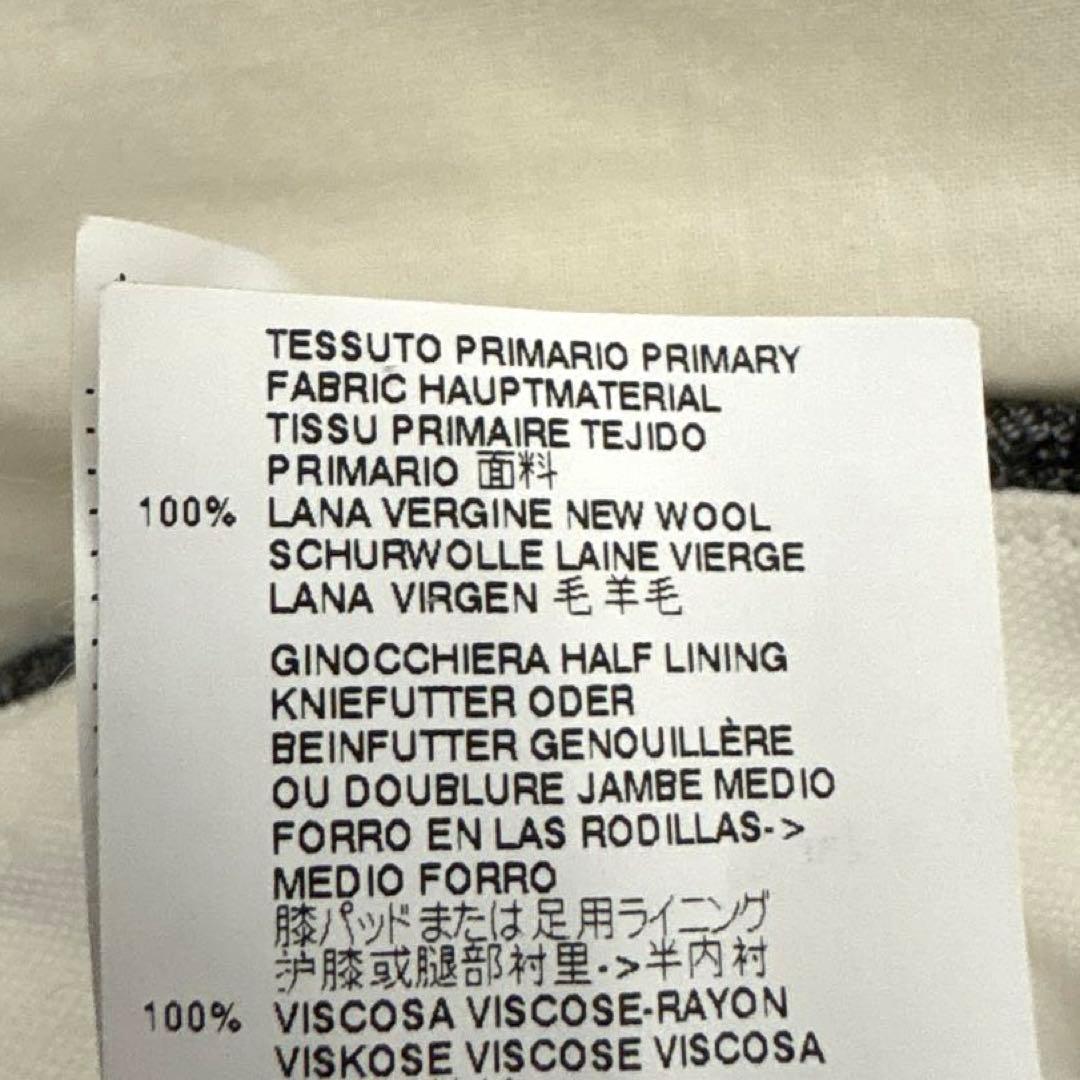 TESSUTO PRIMARIO PRIMARY
FABRIC HAUPTMATERIAL
TISSU PRIMAIRE TEJIDO
PRIMARIO 面料
100% LANA VERGINE NEW WOOL
SCHURWOLLE LAINE VIERGE
LANA VIRGEN 毛 羊毛
GINOCCHIERA HALF LINING
KNIEFUTTER ODER
BEINFUTTER GENOUILLÈRE
OU DOUBLURE JAMBE MEDIO
FORRO EN LAS RODILLAS->
MEDIO FORRO
膝パッドまたは足用ライニング
护膝或腿部衬里->半内衬
100% VISCOSA VISCOSE-RAYON
VISKOSE VISCOSE VISCOSA